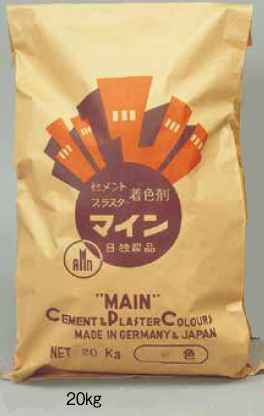 セメント
プラスター 着色剤
マイン
日独製品
AMN
"MAIN"
CEMENT & PLASTER COLOURS
MADE IN GERMANY & JAPAN
NET 20 KG 色
20kg